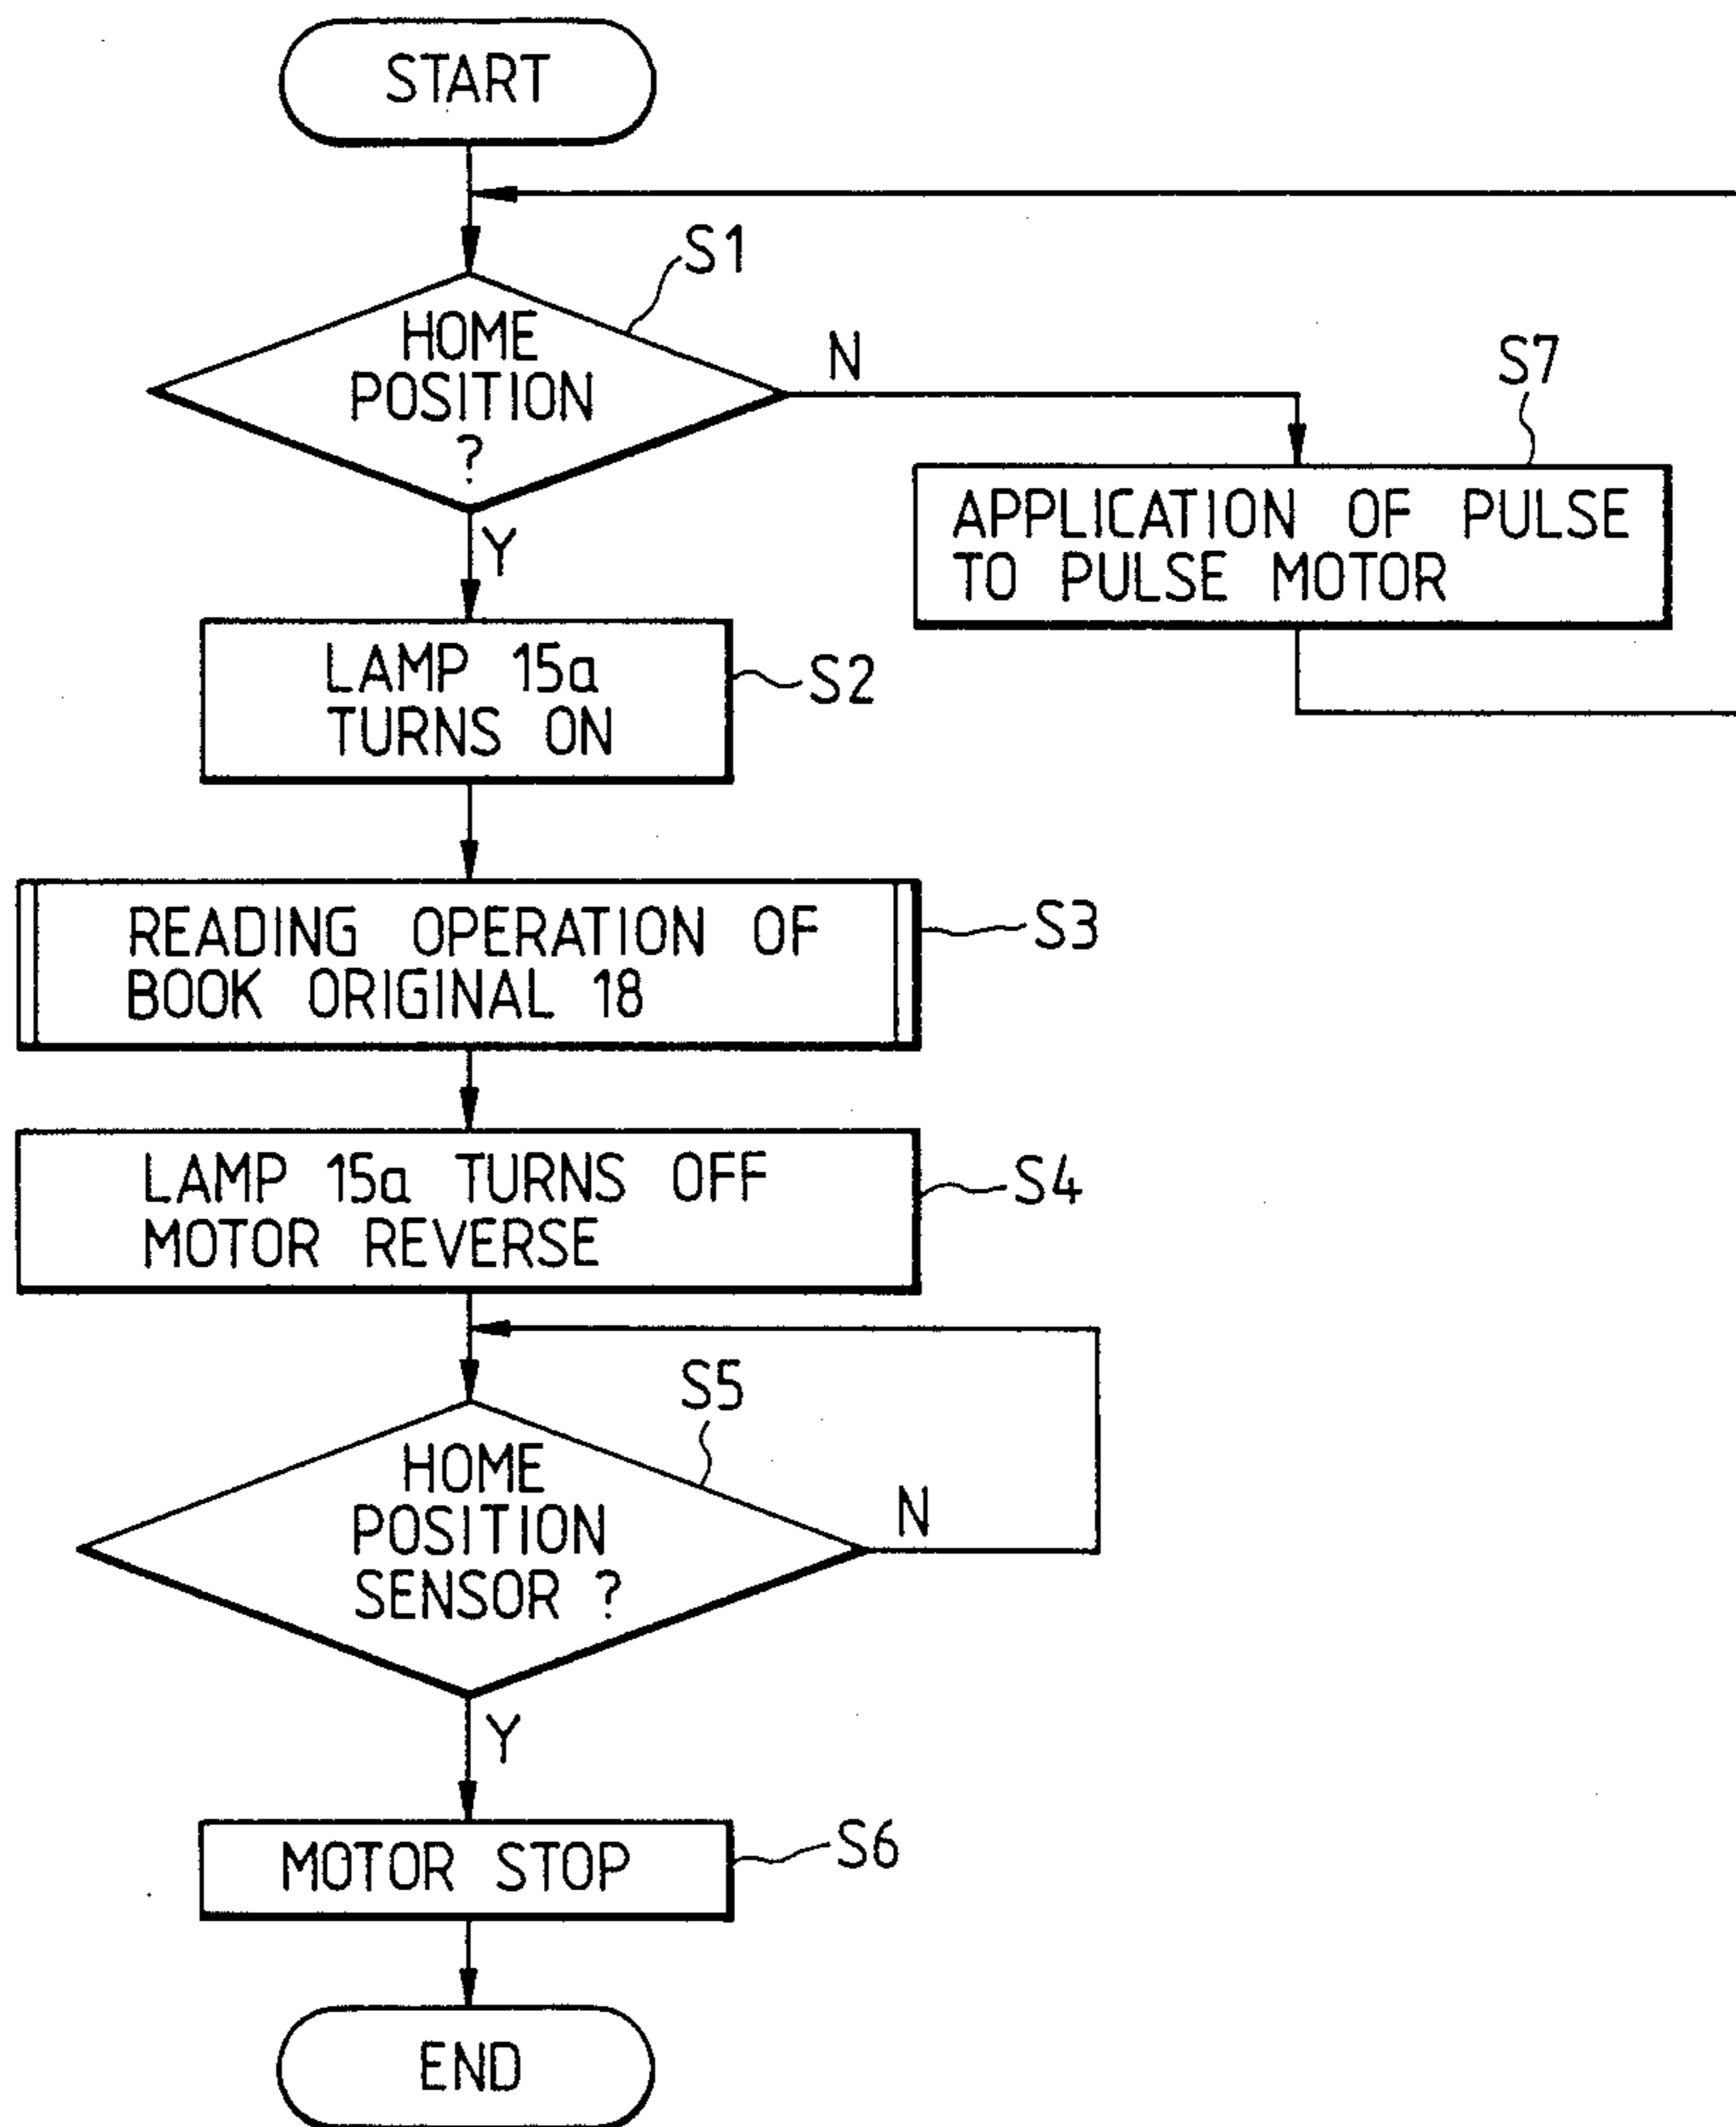 START
S1
HOME
POSITION
?
N
Y
S7
APPLICATION OF PULSE
TO PULSE MOTOR
LAMP 15a
TURNS ON
S2
READING OPERATION OF
BOOK ORIGINAL 18
S3
LAMP 15a TURNS OFF
MOTOR REVERSE
S4
S5
HOME
POSITION
SENSOR ?
N
Y
MOTOR STOP
S6
END